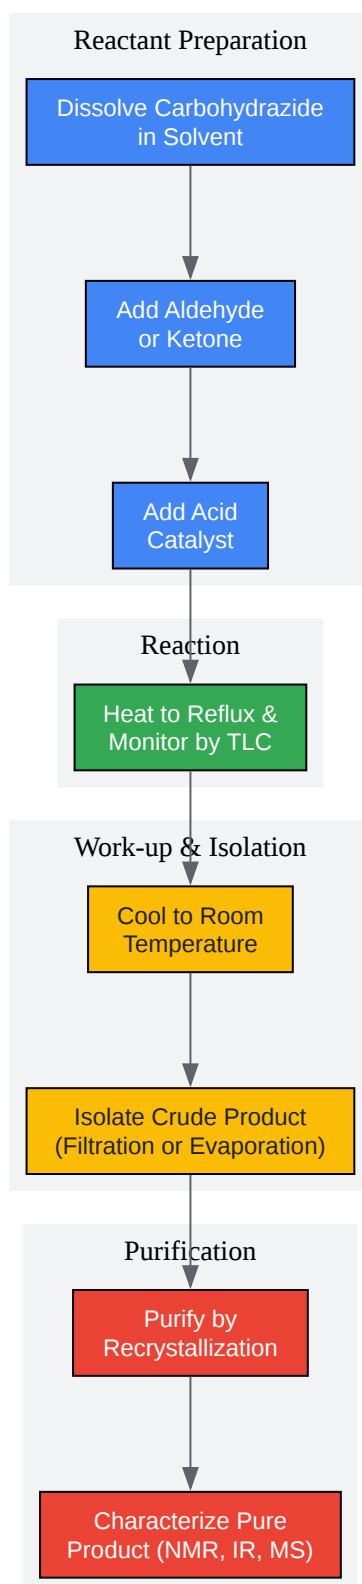 Reactant Preparation
Dissolve Carbohydrazide
in Solvent
Add Aldehyde
or Ketone
Add Acid
Catalyst
Reaction
Heat to Reflux &
Monitor by TLC
Work-up & Isolation
Cool to Room
Temperature
Isolate Crude Product
(Filtration or Evaporation)
Purification
Purify by
Recrystallization
Characterize Pure
Product (NMR, IR, MS)